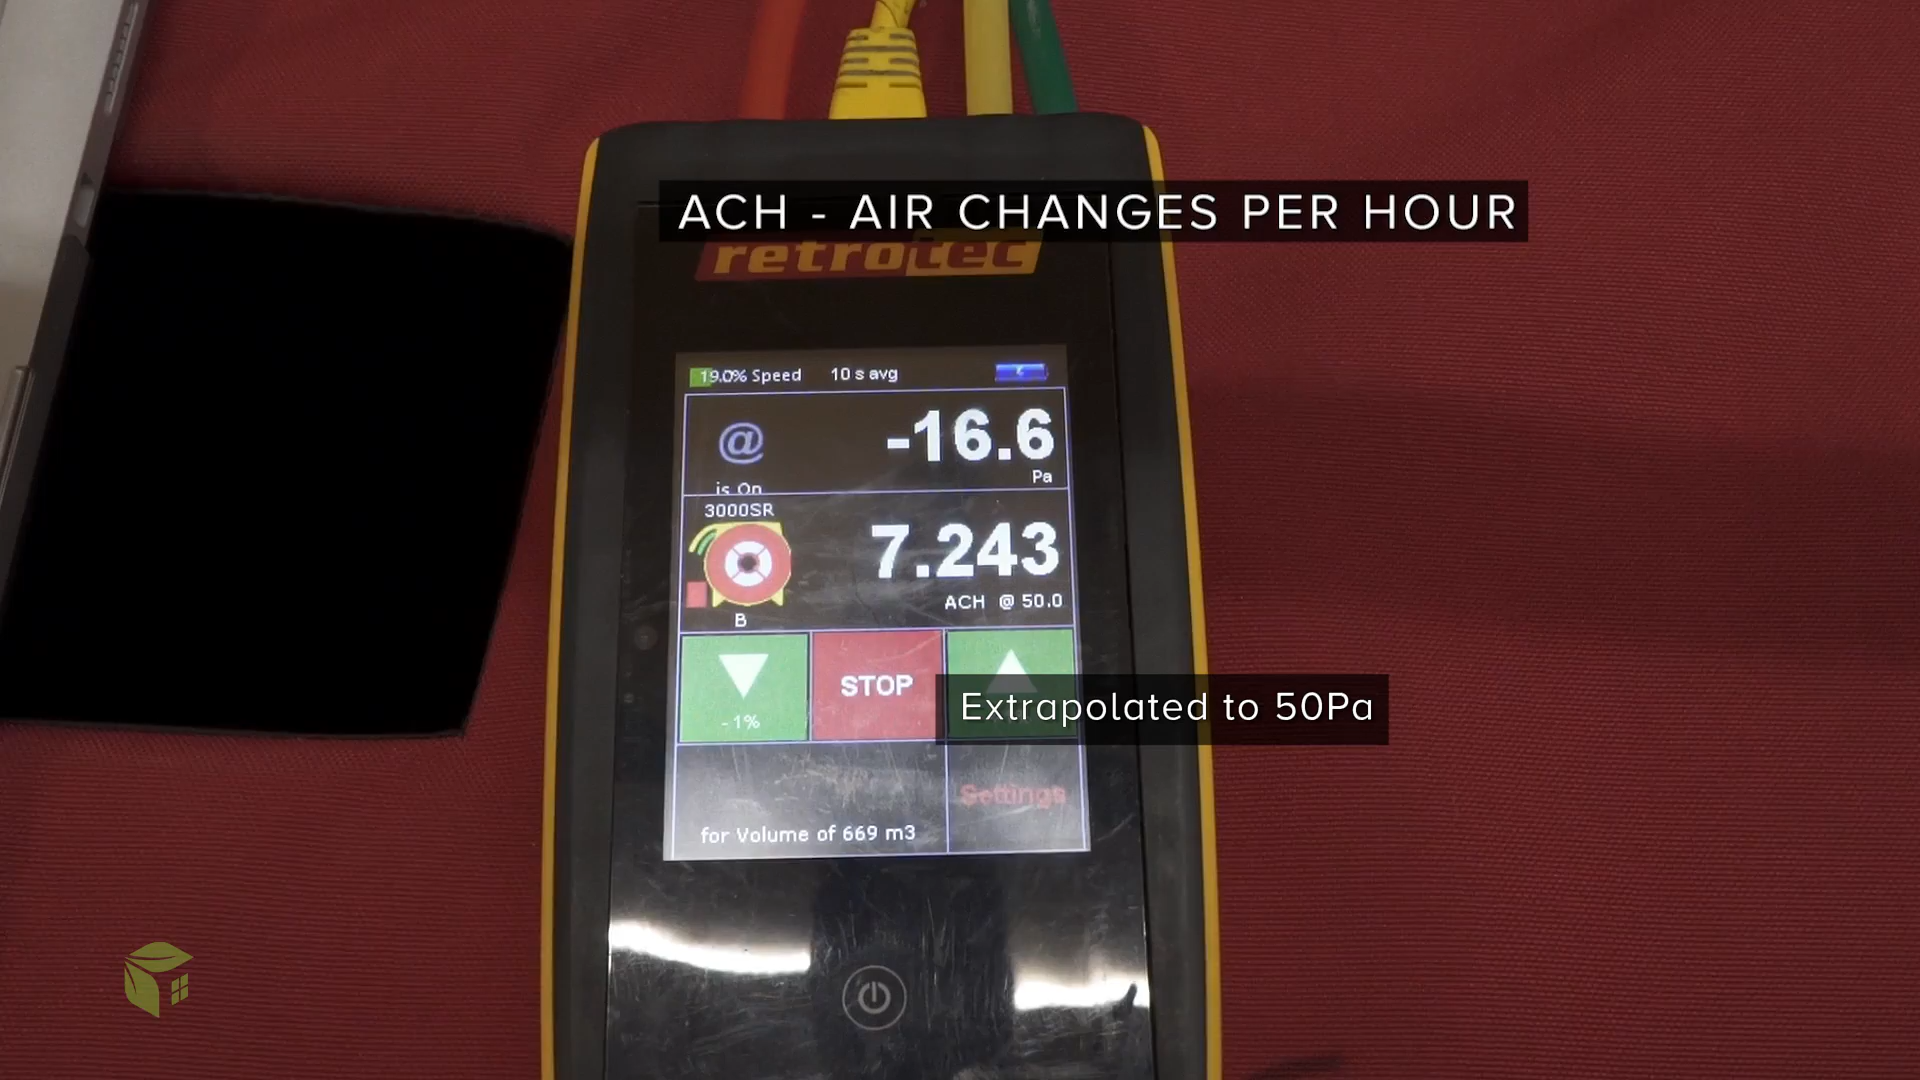 ACH - AIR CHANGES PER HOUR
retrotec
19.0% Speed 10 s avg
@ -16.6
Pa
is On
3000SR
7.243
ACH @ 50.0
B
STOP
-1%
Extrapolated to 50Pa
Settings
for Volume of 669 m3